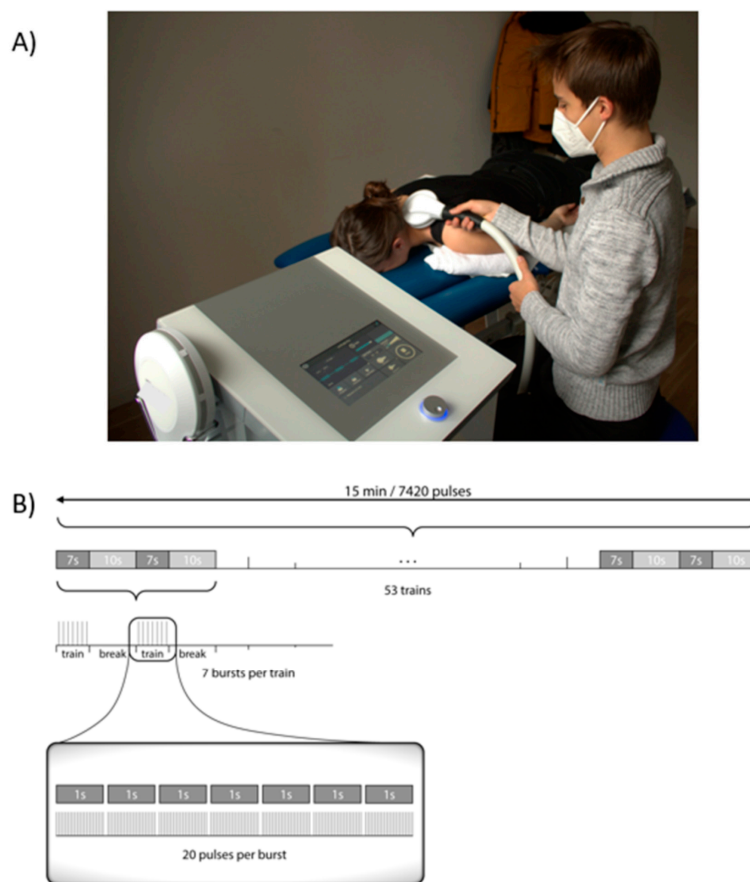 A)
B)
15 min / 7420 pulses
7s 10s 7s 10s ... 7s 10s 7s 10s
53 trains
train break train break
7 bursts per train
1s 1s 1s 1s 1s 1s 1s
20 pulses per burst